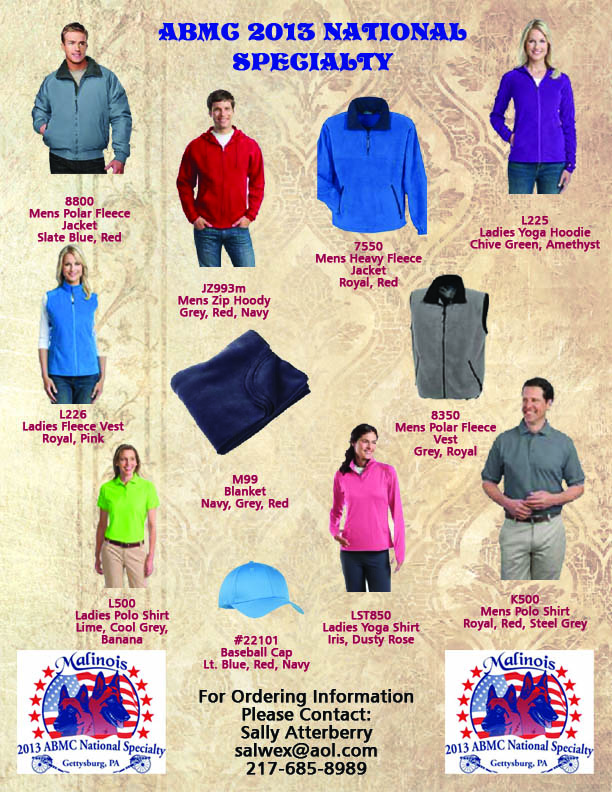 ABMC 2013 NATIONAL
SPECIALTY
8800
Mens Polar Fleece
Jacket
Slate Blue, Red
JZ993m
Mens Zip Hoody
Grey, Red, Navy
7550
Mens Heavy Fleece
Jacket
Royal, Red
L225
Ladies Yoga Hoodie
Chive Green, Amethyst
L226
Ladies Fleece Vest
Royal, Pink
M99
Blanket
Navy, Grey, Red
8350
Mens Polar Fleece
Vest
Grey, Royal
L500
Ladies Polo Shirt
Lime, Cool Grey,
Banana
#22101
Baseball Cap
Lt. Blue, Red, Navy
LST850
Ladies Yoga Shirt
Iris, Dusty Rose
K500
Mens Polo Shirt
Royal, Red, Steel Grey
Malinois
2013 ABMC National Specialty
Gettysburg, PA
For Ordering Information
Please Contact:
Sally Atterberry
salwex@aol.com
217-685-8989
Malinois
2013 ABMC National Specialty
Gettysburg, PA